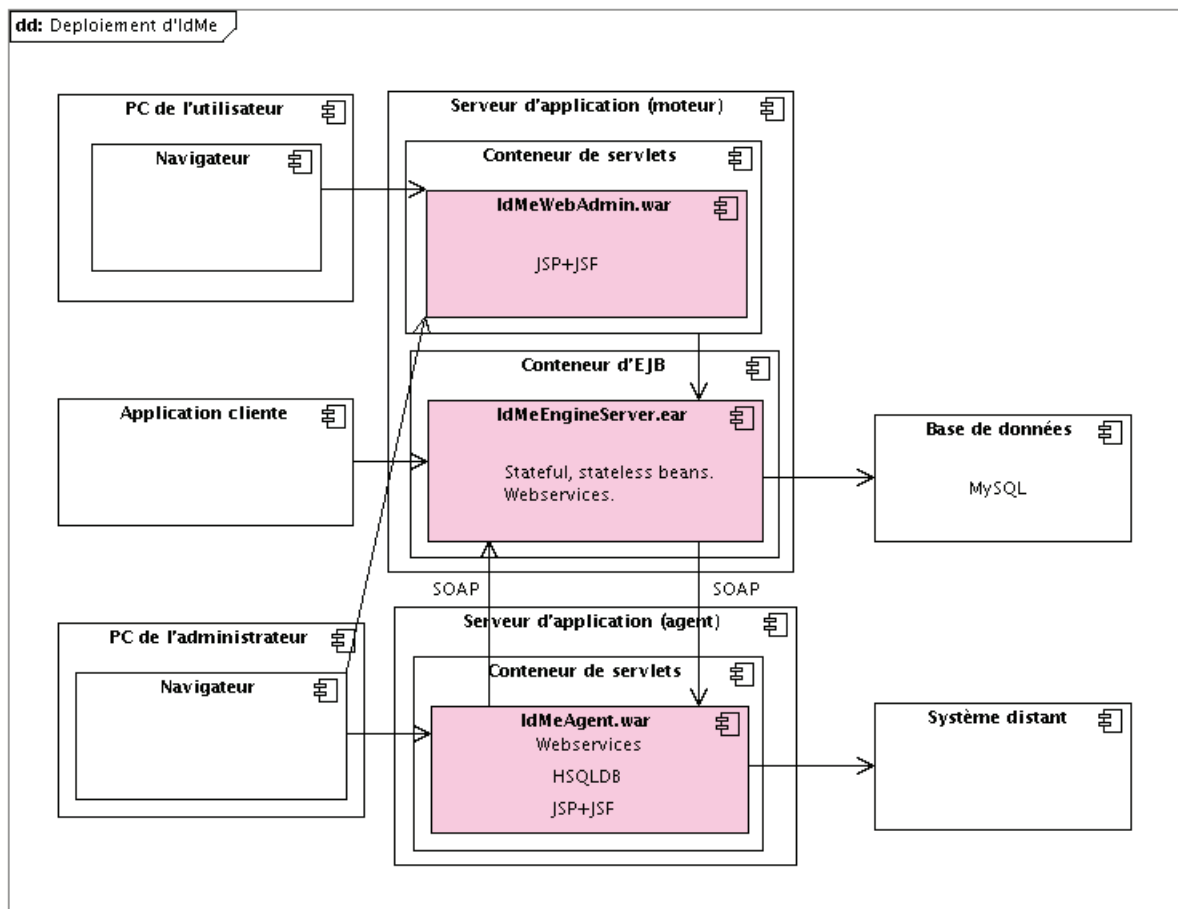 dd: Deploiement d'IdMe
PC de l'utilisateur
Navigateur
Serveur d'application (moteur)
Conteneur de servlets
IdMeWebAdmin.war
JSP+JSF
Conteneur d'EJB
Application cliente
IdMeEngineServer.ear
Stateful, stateless beans.
Webservices.
Base de données
MySQL
SOAP
SOAP
PC de l'administrateur
Navigateur
Serveur d'application (agent)
Conteneur de servlets
IdMeAgent.war
Webservices
HSQLDB
JSP+JSF
Système distant